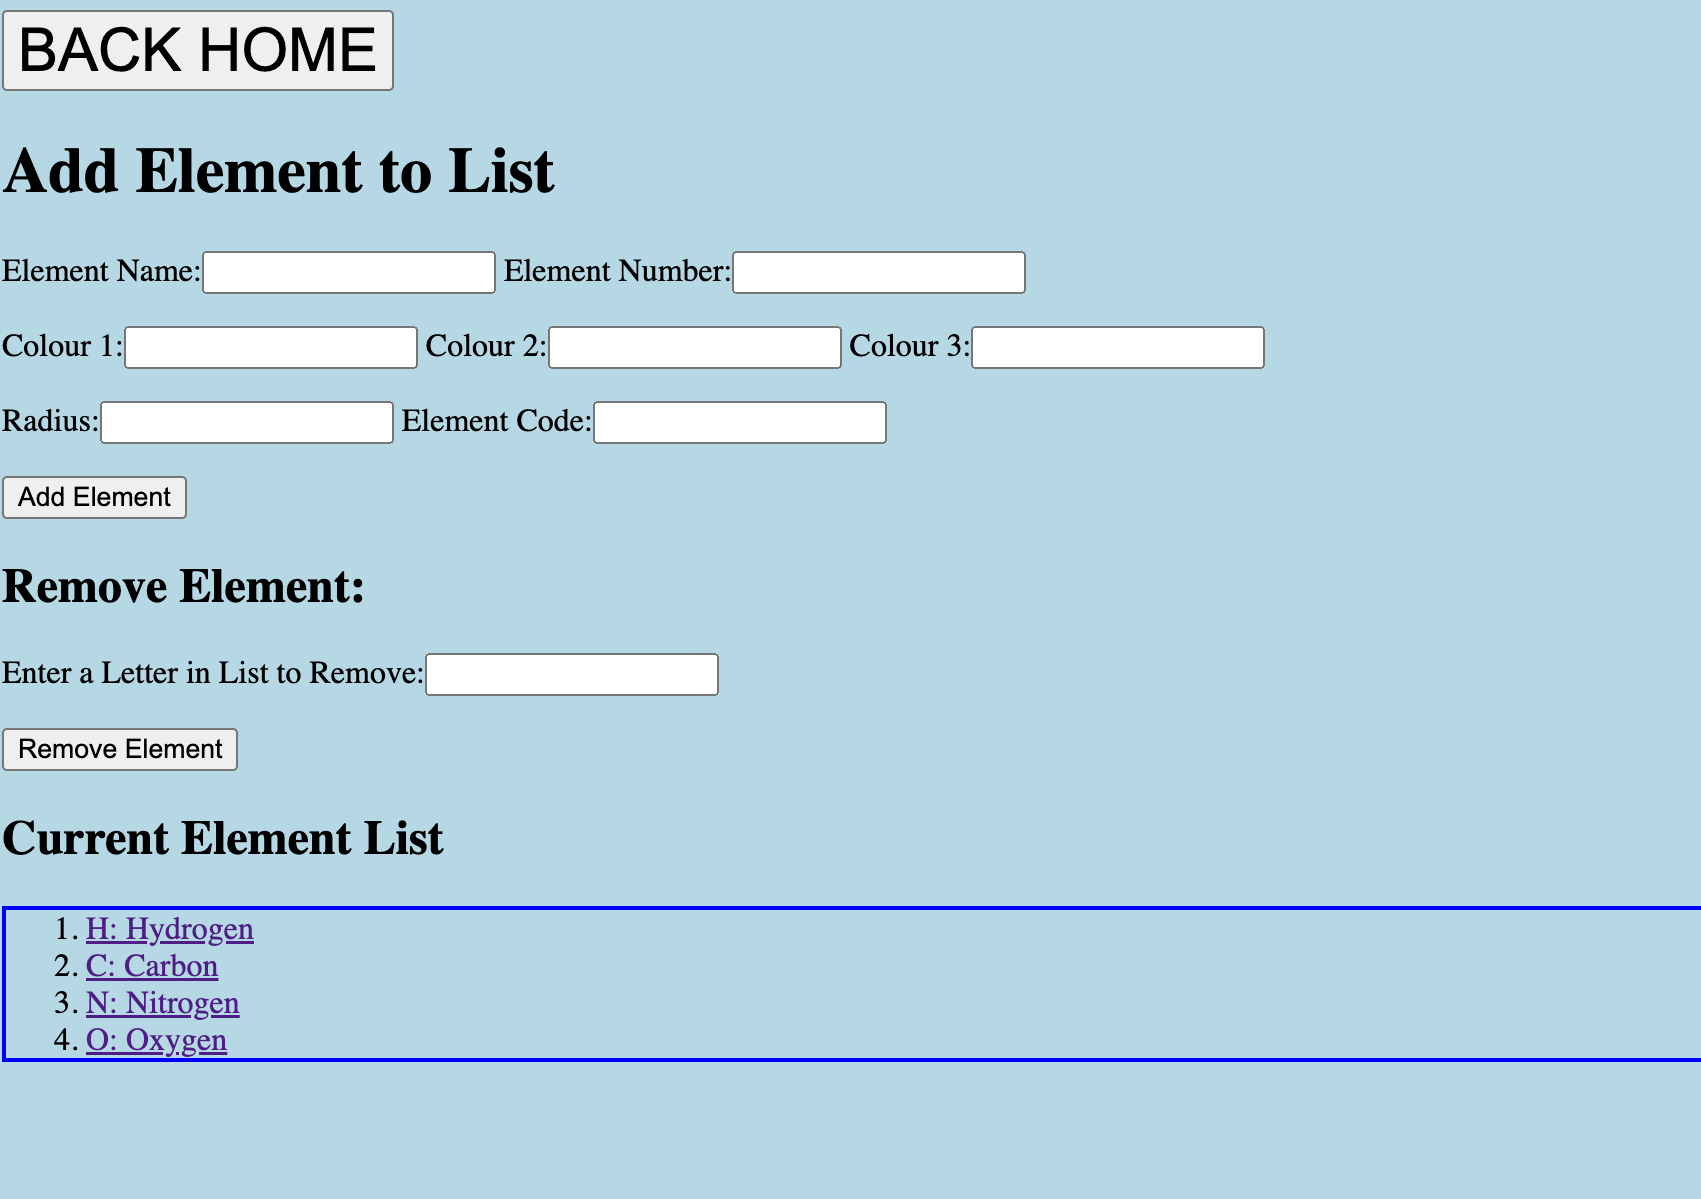 BACK HOME
Add Element to List
Element Name: Element Number:
Colour 1: Colour 2: Colour 3:
Radius: Element Code:
Add Element
Remove Element:
Enter a Letter in List to Remove:
Remove Element
Current Element List
1. H: Hydrogen
2. C: Carbon
3. N: Nitrogen
4. O: Oxygen